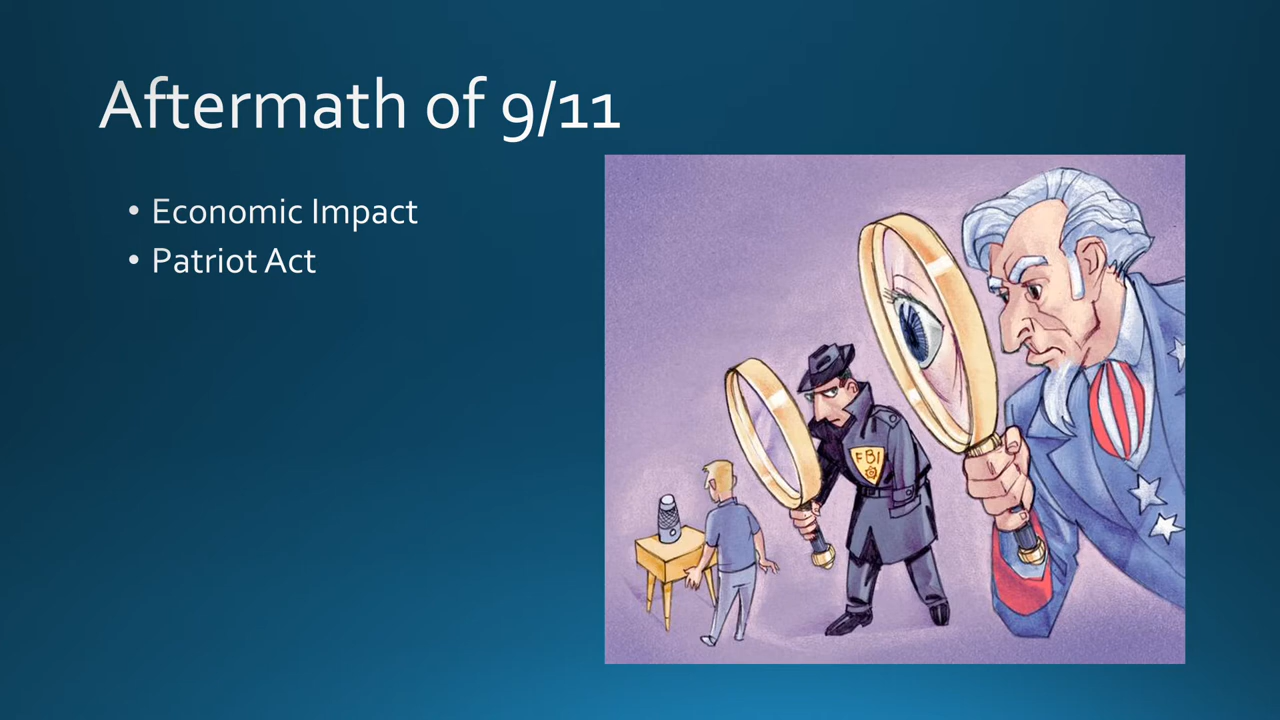 Aftermath of 9/11
• Economic Impact
• Patriot Act
FBI